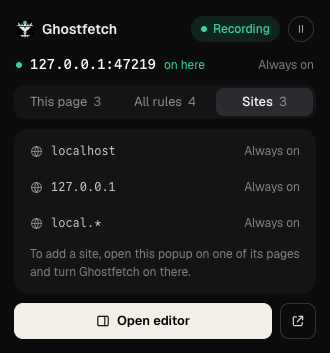 Ghostfetch
Recording
127.0.0.1:47219 on here Always on
This page 3 All rules 4 Sites 3
localhost Always on
127.0.0.1 Always on
local.* Always on
To add a site, open this popup on one of its pages
and turn Ghostfetch on there.
Open editor